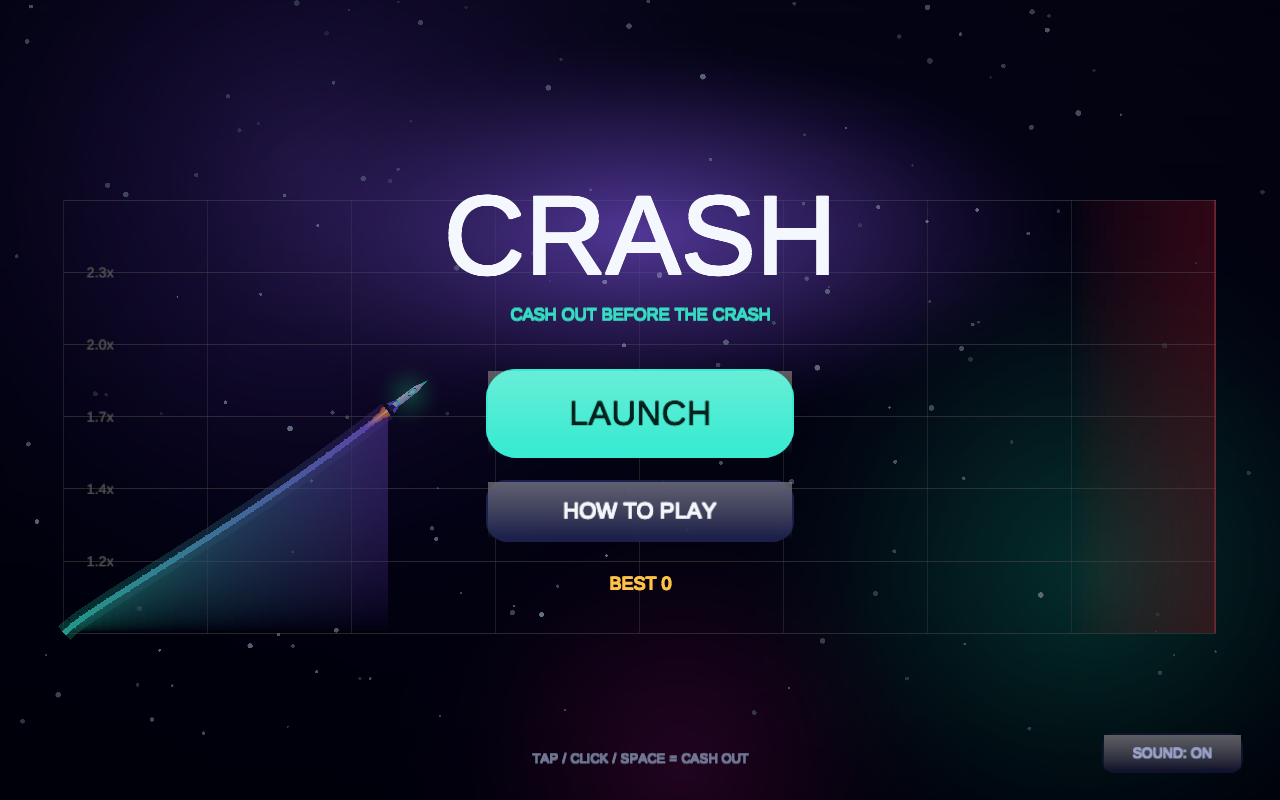 CRASH
CASH OUT BEFORE THE CRASH
2.3x
2.0x
1.7x
1.4x
1.2x
LAUNCH
HOW TO PLAY
BEST 0
TAP / CLICK / SPACE = CASH OUT
SOUND: ON